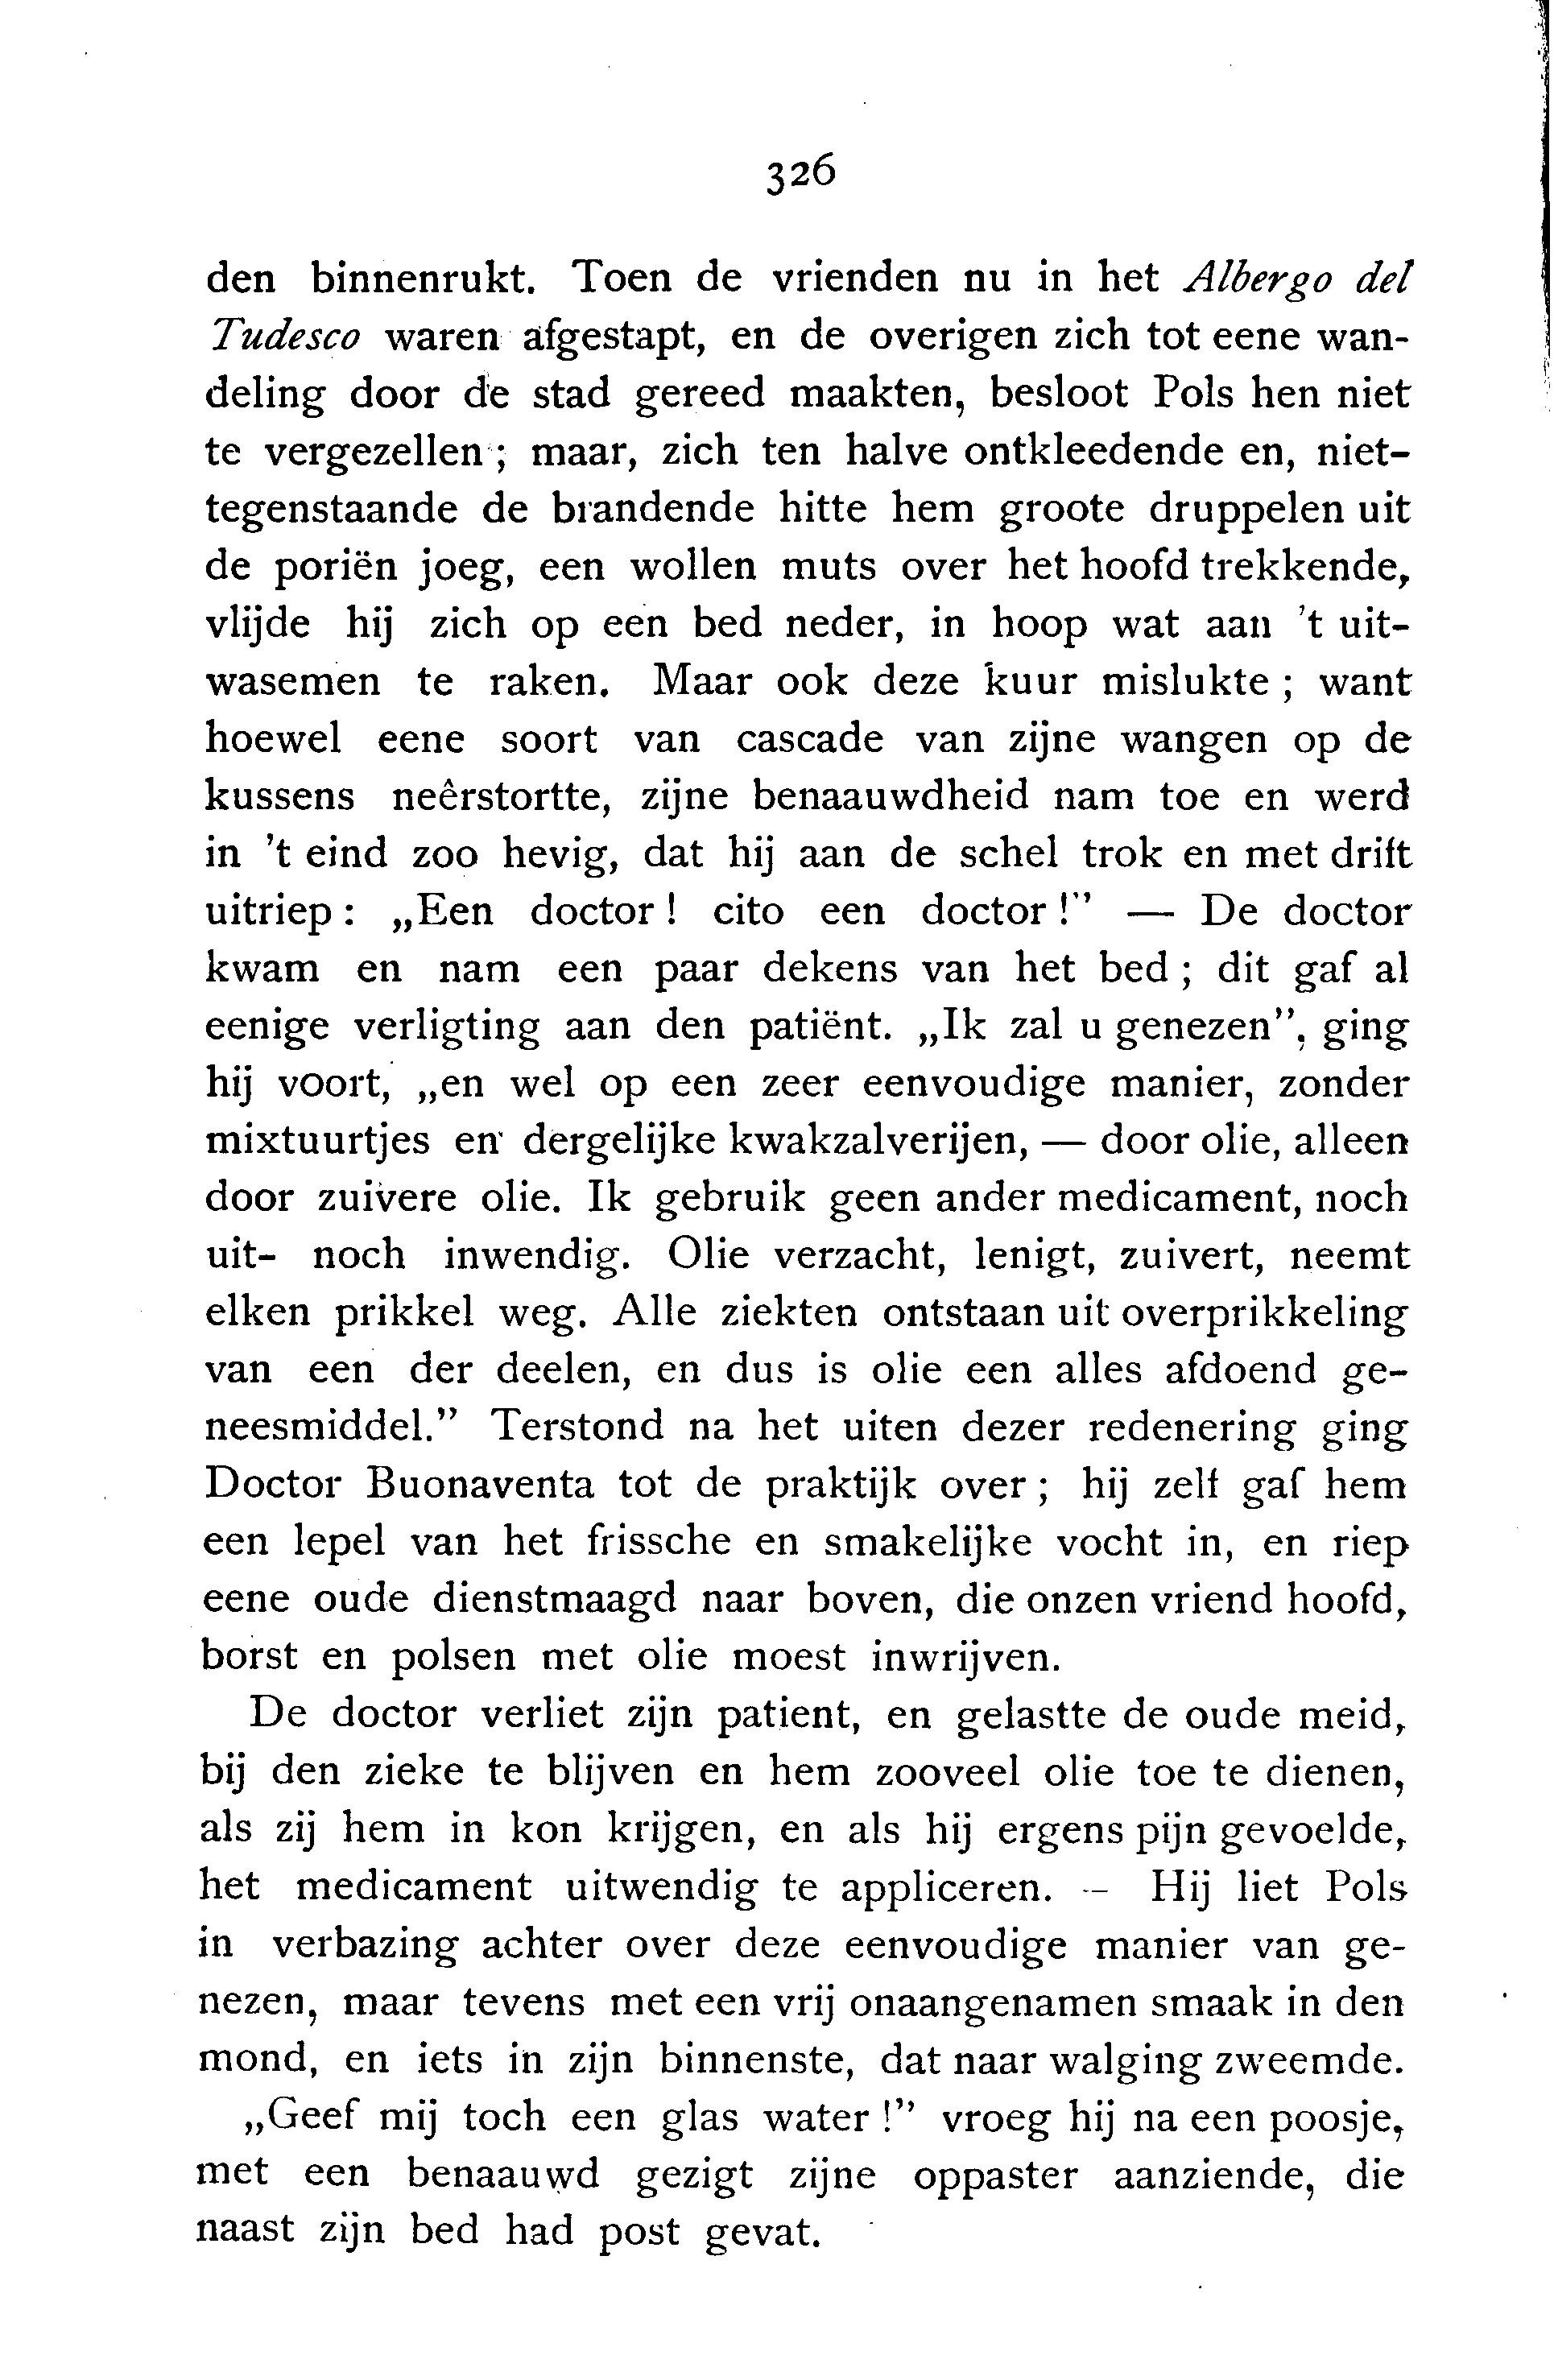 326
den binnenrukt. Toen de vrienden nu in het Albergo del
Tudesco waren afgestapt, en de overigen zich tot eene wan-
deling door de stad gereed maakten, besloot Pols hen niet
te vergezellen; maar, zich ten halve ontkleedende en, niet-
tegenstaande de brandende hitte hem groote druppelen uit
de poriën joeg, een wollen muts over het hoofd trekkende,
vlijde hij zich op een bed neder, in hoop wat aan 't uit-
wasemen te raken. Maar ook deze kuur mislukte; want
hoewel eene soort van cascade van zijne wangen op de
kussens neêrstortte, zijne benaauwdheid nam toe en werd
in 't eind zoo hevig, dat hij aan de schel trok en met drift
uitriep: „Een doctor! cito een doctor!” — De doctor
kwam en nam een paar dekens van het bed; dit gaf al
eenige verligting aan den patiënt. „Ik zal u genezen”, ging
hij voort, „en wel op een zeer eenvoudige manier, zonder
mixtuurtjes en dergelijke kwakzalverijen, — door olie, alleen
door zuivere olie. Ik gebruik geen ander medicament, noch
uit- noch inwendig. Olie verzacht, lenigt, zuivert, neemt
elken prikkel weg. Alle ziekten ontstaan uit overprikkeling
van een der deelen, en dus is olie een alles afdoend ge-
neesmiddel.” Terstond na het uiten dezer redenering ging
Doctor Buonaventa tot de praktijk over; hij zelf gaf hem
een lepel van het frissche en smakelijke vocht in, en riep
eene oude dienstmaagd naar boven, die onzen vriend hoofd,
borst en polsen met olie moest inwrijven.
De doctor verliet zijn patient, en gelastte de oude meid,
bij den zieke te blijven en hem zooveel olie toe te dienen,
als zij hem in kon krijgen, en als hij ergens pijn gevoelde,
het medicament uitwendig te appliceren. — Hij liet Pols
in verbazing achter over deze eenvoudige manier van ge-
nezen, maar tevens met een vrij onaangenamen smaak in den
mond, en iets in zijn binnenste, dat naar walging zweemde.
„Geef mij toch een glas water!” vroeg hij na een poosje,
met een benaauwd gezigt zijne oppaster aanziende, die
naast zijn bed had post gevat.